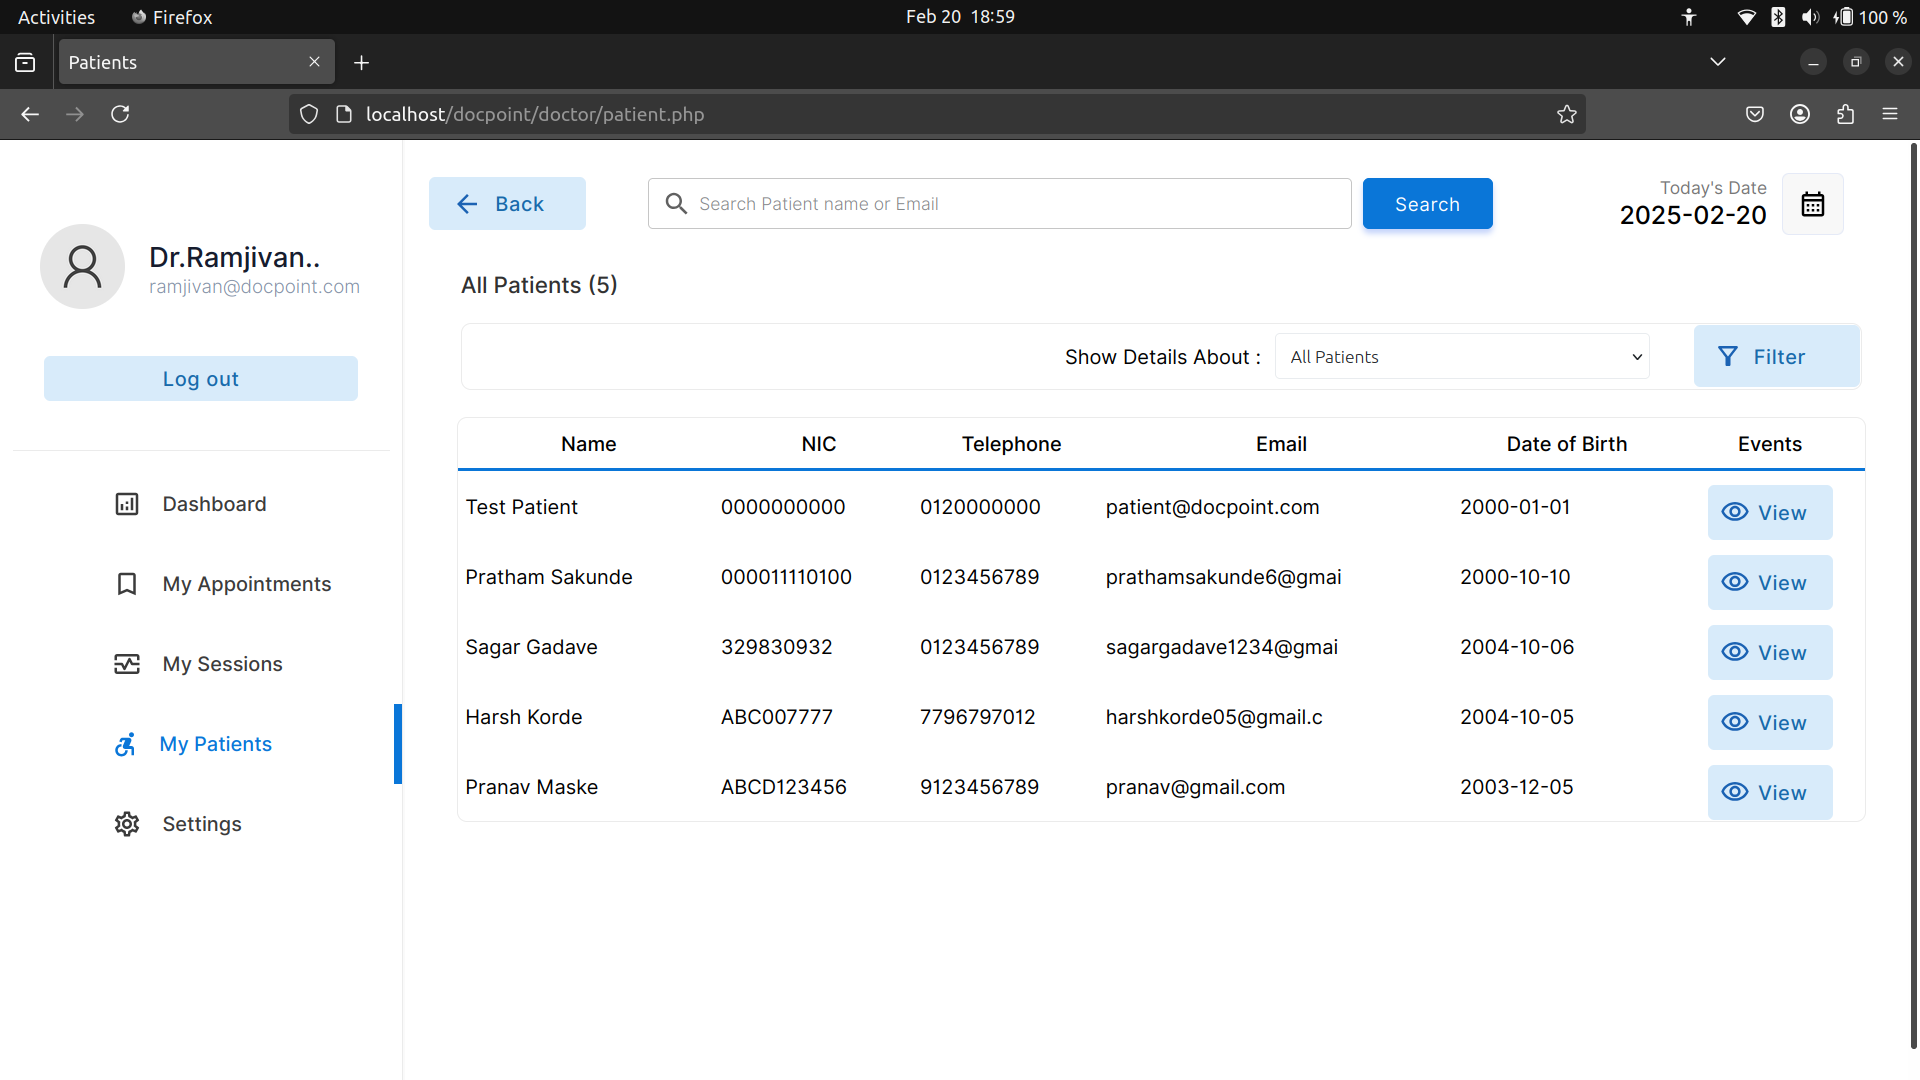 Activities Firefox Feb 20 18:59 100 %
Patients
localhost/docpoint/doctor/patient.php
Back Search Patient name or Email Search Today's Date
2025-02-20
Dr.Ramjivan..
ramjivan@docpoint.com
All Patients (5)
Log out
Show Details About : All Patients Filter
Name NIC Telephone Email Date of Birth Events
Test Patient 0000000000 0120000000 patient@docpoint.com 2000-01-01 View
Pratham Sakunde 000011110100 0123456789 prathamsakunde6@gmai 2000-10-10 View
Sagar Gadave 329830932 0123456789 sagargadave1234@gmai 2004-10-06 View
Harsh Korde ABC007777 7796797012 harshkorde05@gmail.c 2004-10-05 View
Pranav Maske ABCD123456 9123456789 pranav@gmail.com 2003-12-05 View
Dashboard
My Appointments
My Sessions
My Patients
Settings